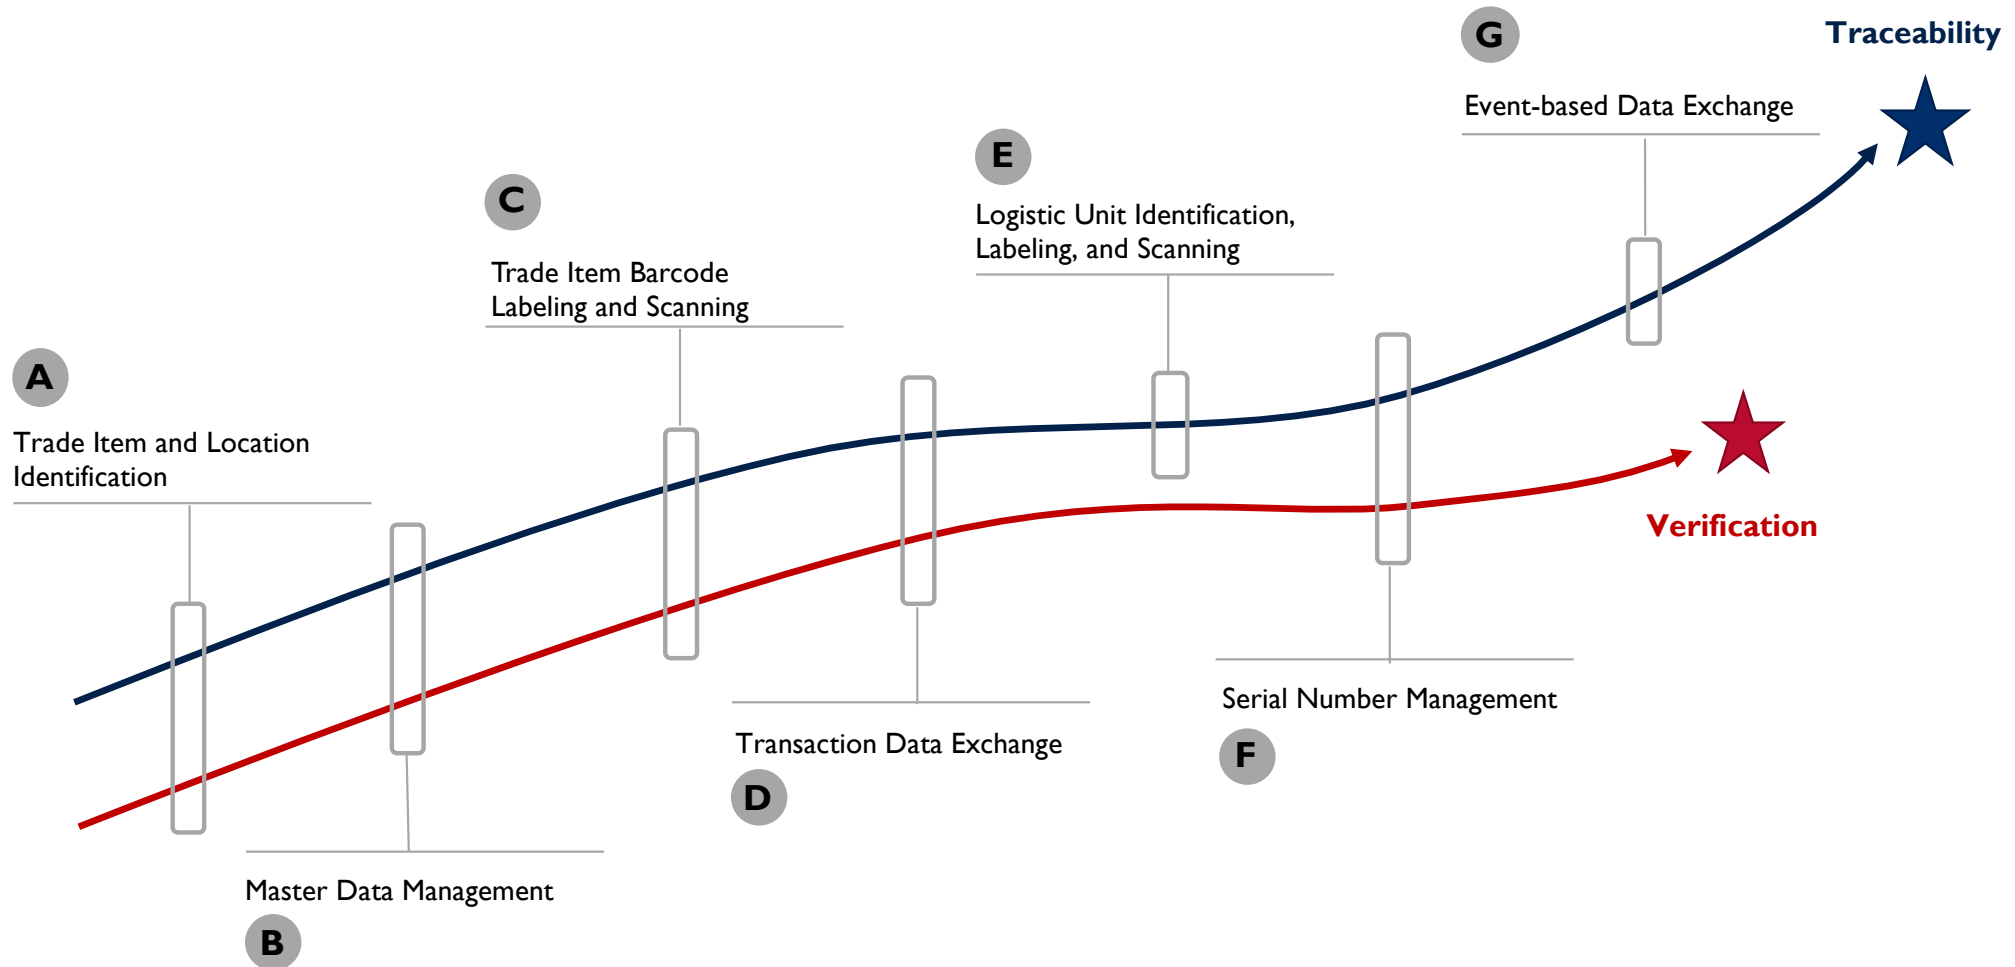 A
Trade Item and Location
Identification
B
Master Data Management
C
Trade Item Barcode
Labeling and Scanning
D
Transaction Data Exchange
E
Logistic Unit Identification,
Labeling, and Scanning
F
Serial Number Management
G
Event-based Data Exchange
Traceability
Verification